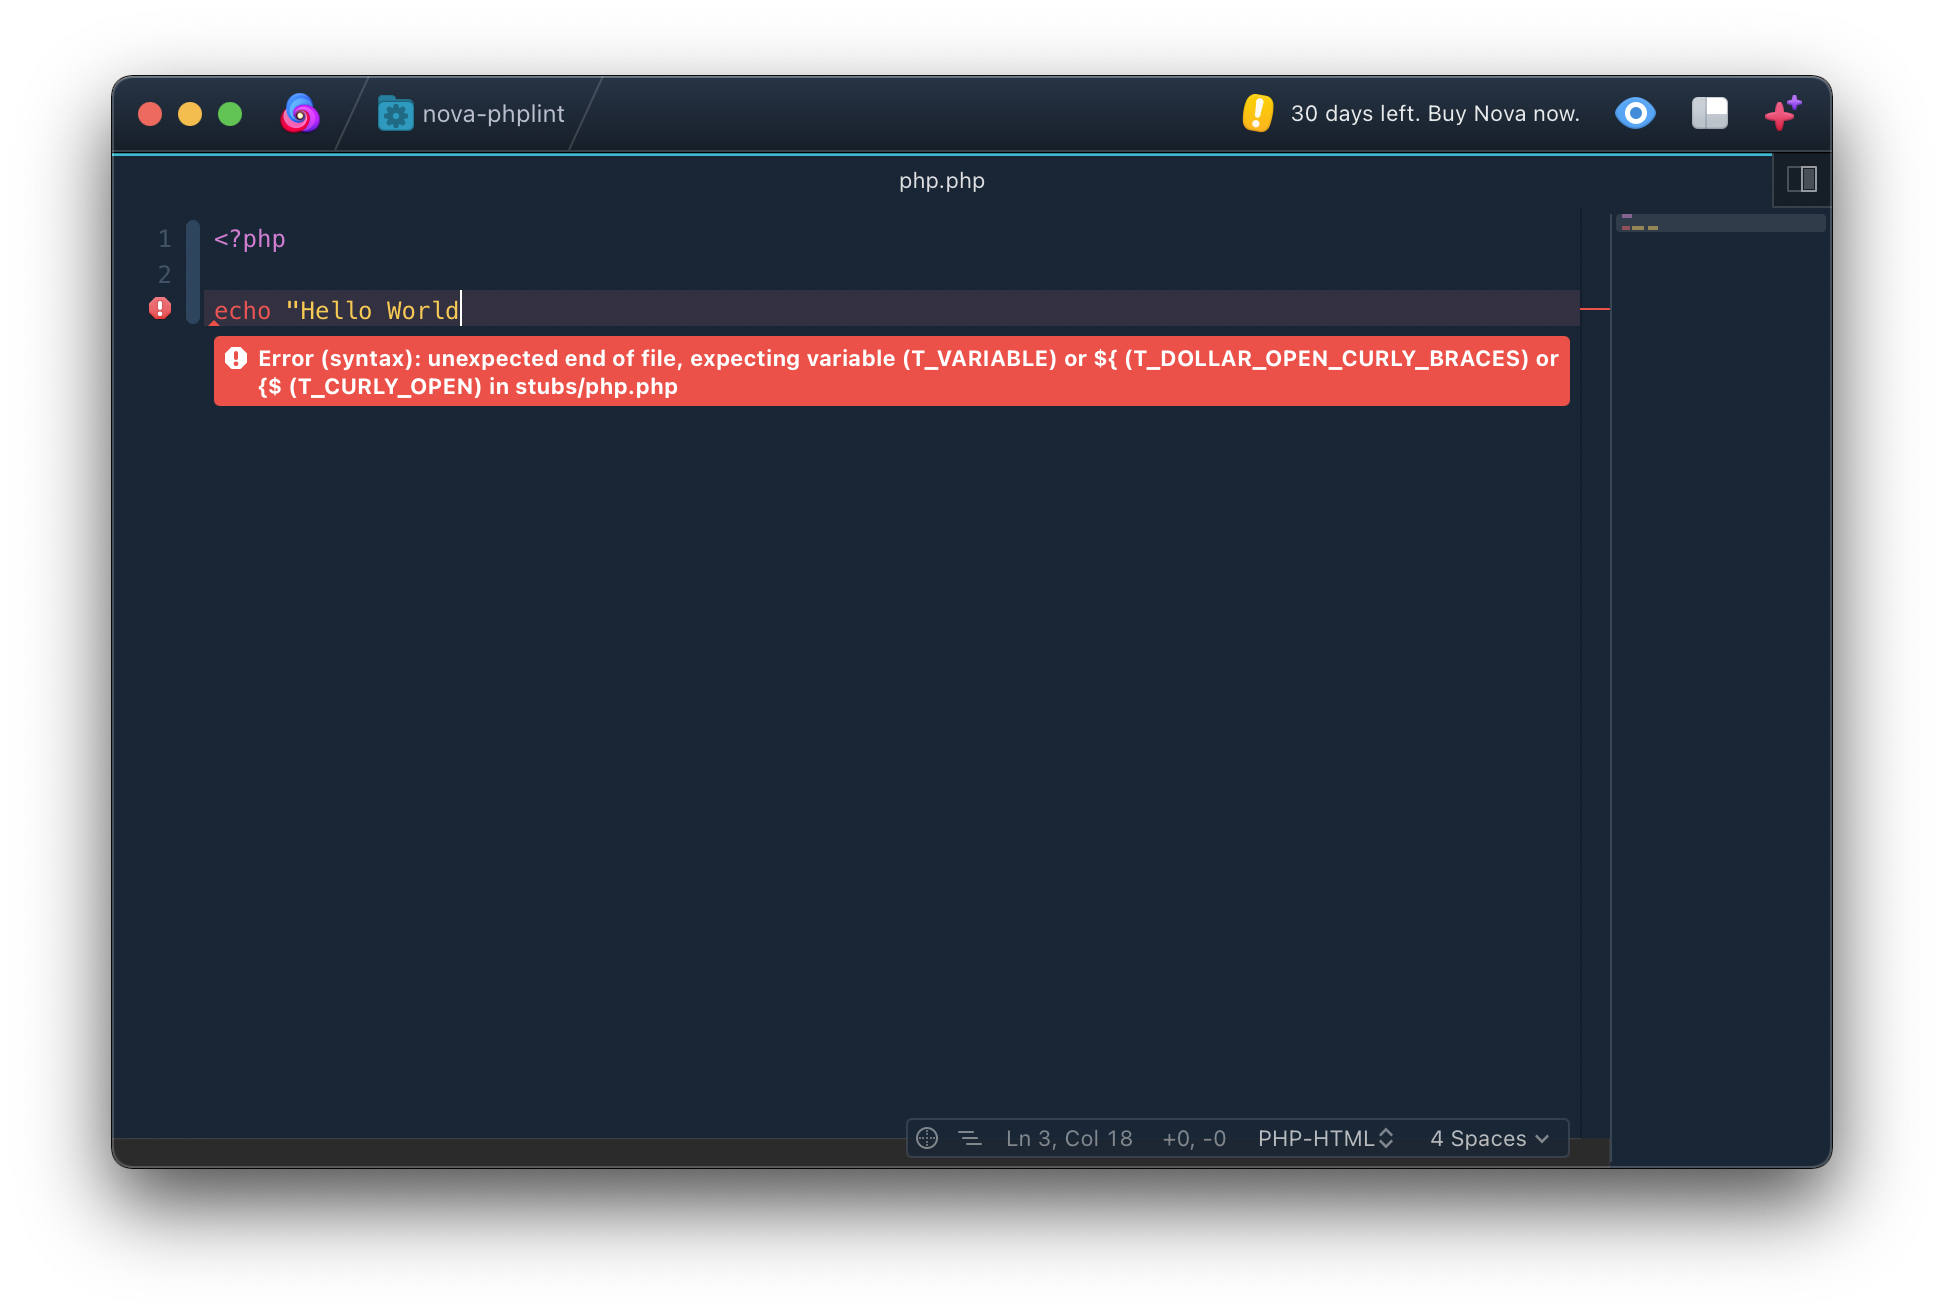 nova-phplint
30 days left. Buy Nova now.
php.php
1 <?php
2
echo "Hello World
Error (syntax): unexpected end of file, expecting variable (T_VARIABLE) or ${ (T_DOLLAR_OPEN_CURLY_BRACES) or
{$ (T_CURLY_OPEN) in stubs/php.php
Ln 3, Col 18 +0, -0 PHP-HTML 4 Spaces